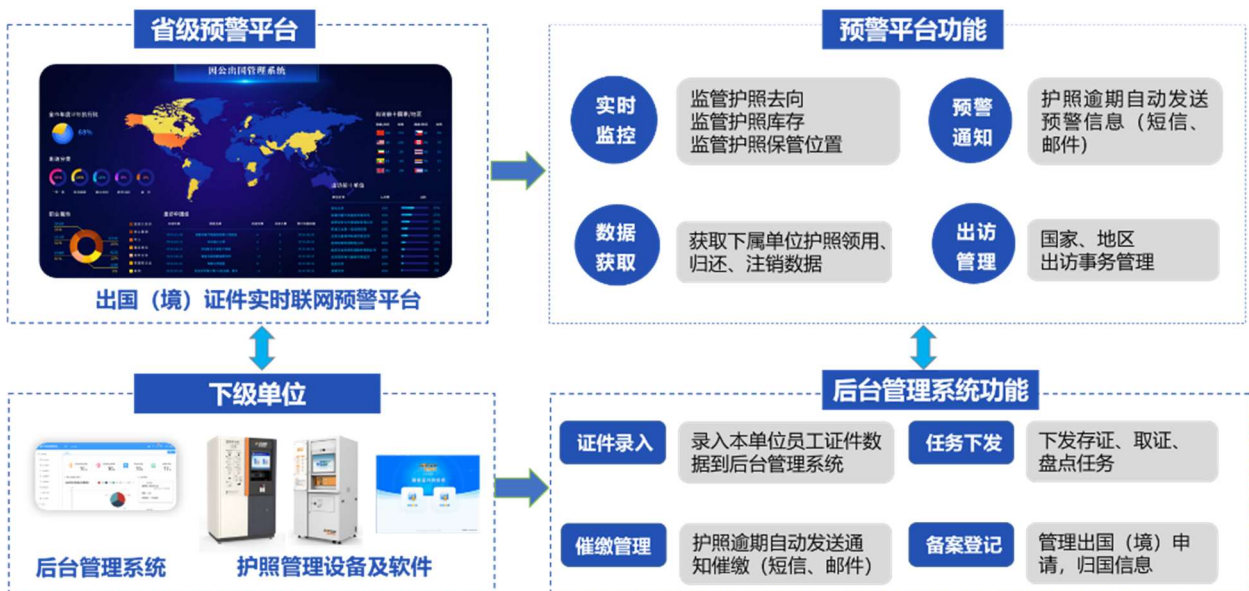 省级预警平台
因公出国管理系统
68%
出国（境）证件实时联网预警平台
预警平台功能
实时
监控
监管护照去向
监管护照库存
监管护照保管位置
预警
通知
护照逾期自动发送
预警信息（短信、
邮件）
数据
获取
获取下属单位护照领用、
归还、注销数据
出访
管理
国家、地区
出访事务管理
下级单位
后台管理系统
护照管理设备及软件
后台管理系统功能
证件录入
录入本单位员工证件数
据到后台管理系统
任务下发
下发存证、取证、
盘点任务
催缴管理
护照逾期自动发送通
知催缴（短信、邮件）
备案登记
管理出国（境）申
请，归国信息